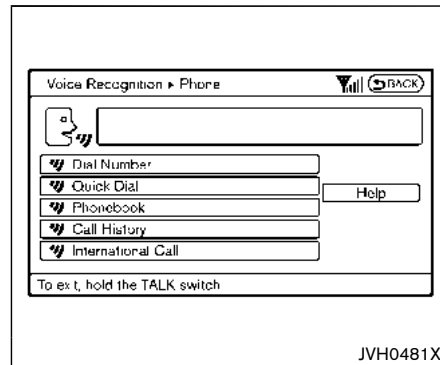 Voice Recognition ▸ Phone BACK
Dial Number
Quick Dial
Help
Phonebook
Call History
International Call
To exit, hold the TALK switch
JVH0481X